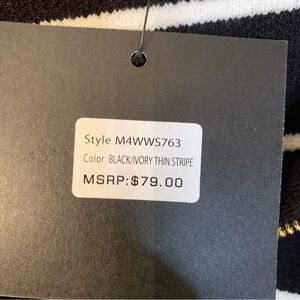 Style M4WWS763
Color BLACK/IVORY THIN STRIPE
MSRP:$79.00